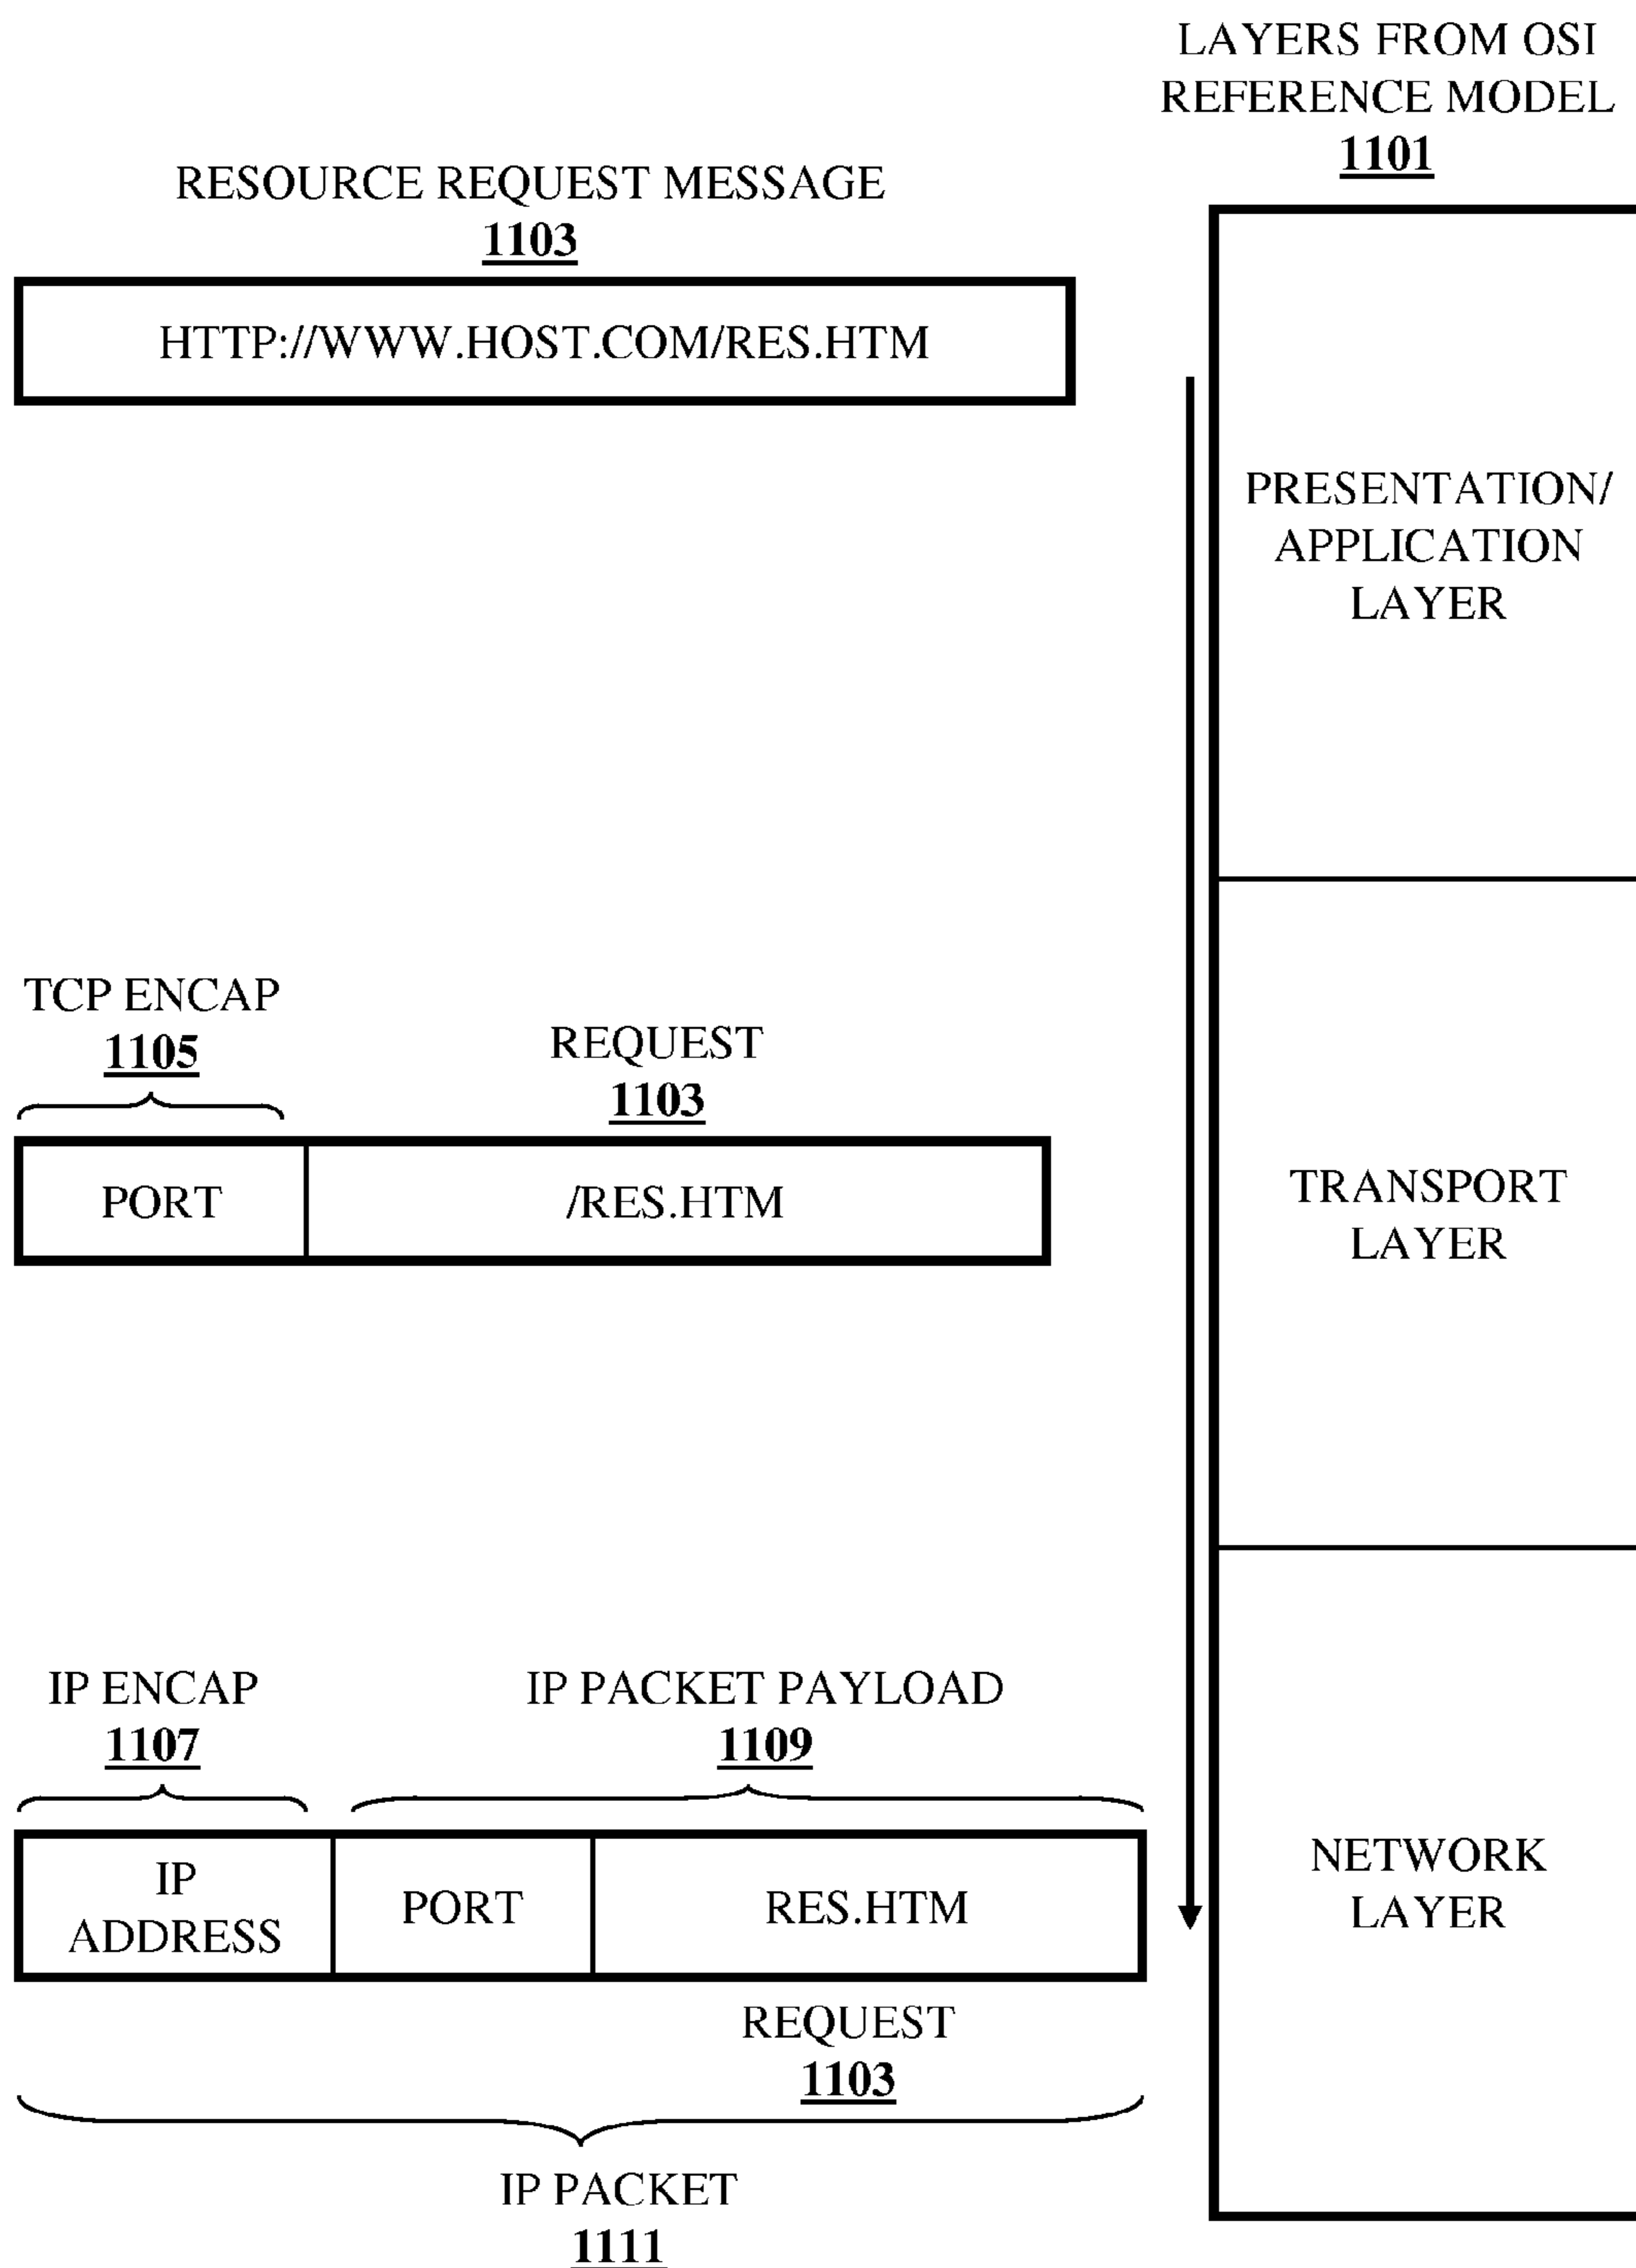 LAYERS FROM OSI
REFERENCE MODEL
1101
RESOURCE REQUEST MESSAGE
1103
HTTP://WWW.HOST.COM/RES.HTM
PRESENTATION/
APPLICATION
LAYER
TCP ENCAP
1105
REQUEST
1103
PORT
/RES.HTM
TRANSPORT
LAYER
IP ENCAP
1107
IP PACKET PAYLOAD
1109
IP
ADDRESS
PORT
RES.HTM
NETWORK
LAYER
REQUEST
1103
IP PACKET
1111